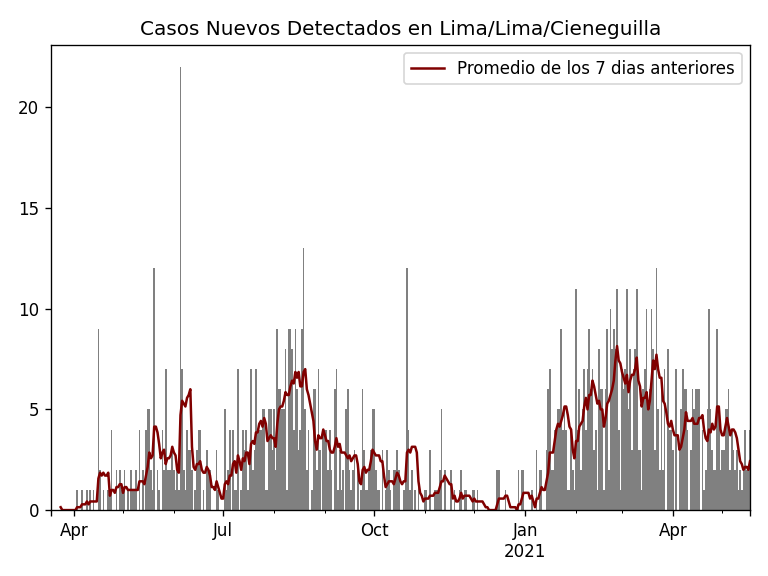 Casos Nuevos Detectados en Lima/Lima/Cieneguilla
Promedio de los 7 dias anteriores
20
15
10
5
0
Apr Jul Oct Jan Apr
2021